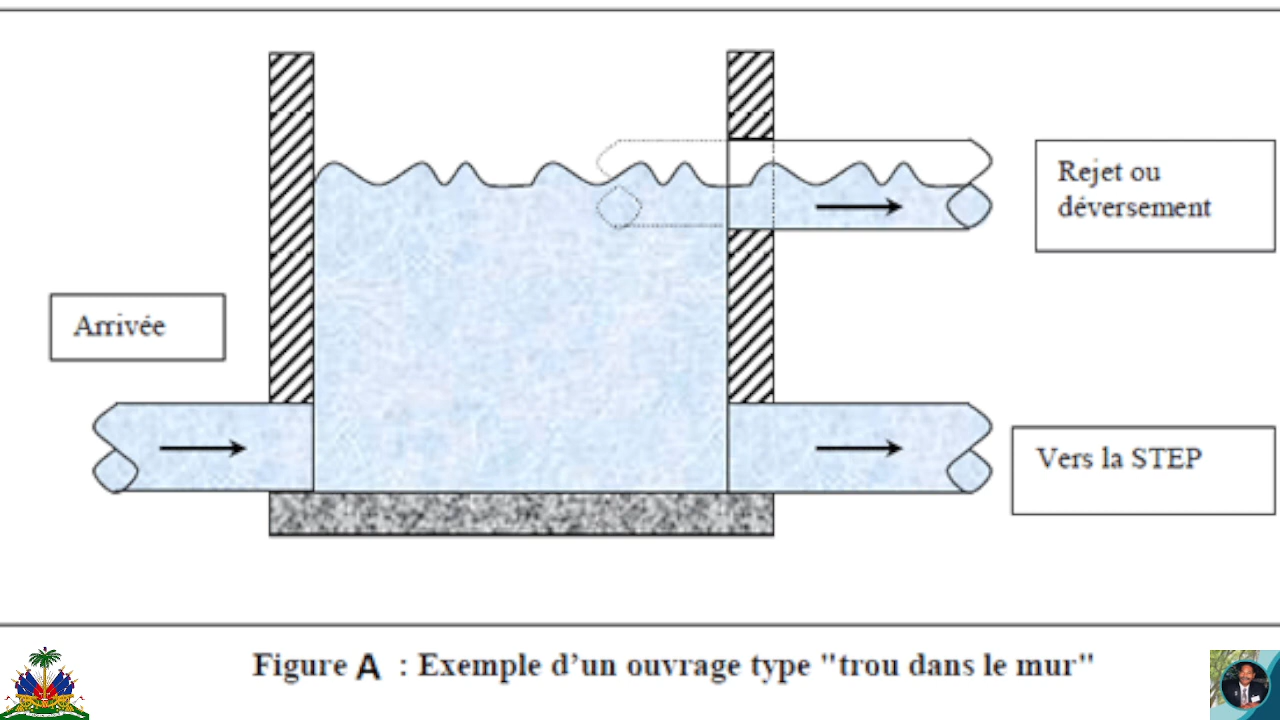 Rejet ou
déversement
Arrivée
Vers la STEP
Figure A : Exemple d’un ouvrage type "trou dans le mur"